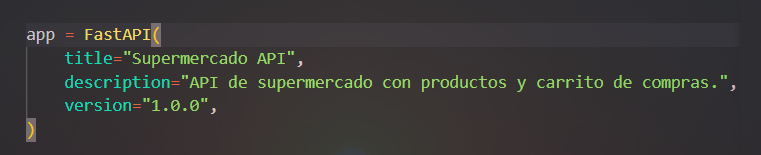 app = FastAPI(
    title="Supermercado API",
    description="API de supermercado con productos y carrito de compras.",
    version="1.0.0",
)